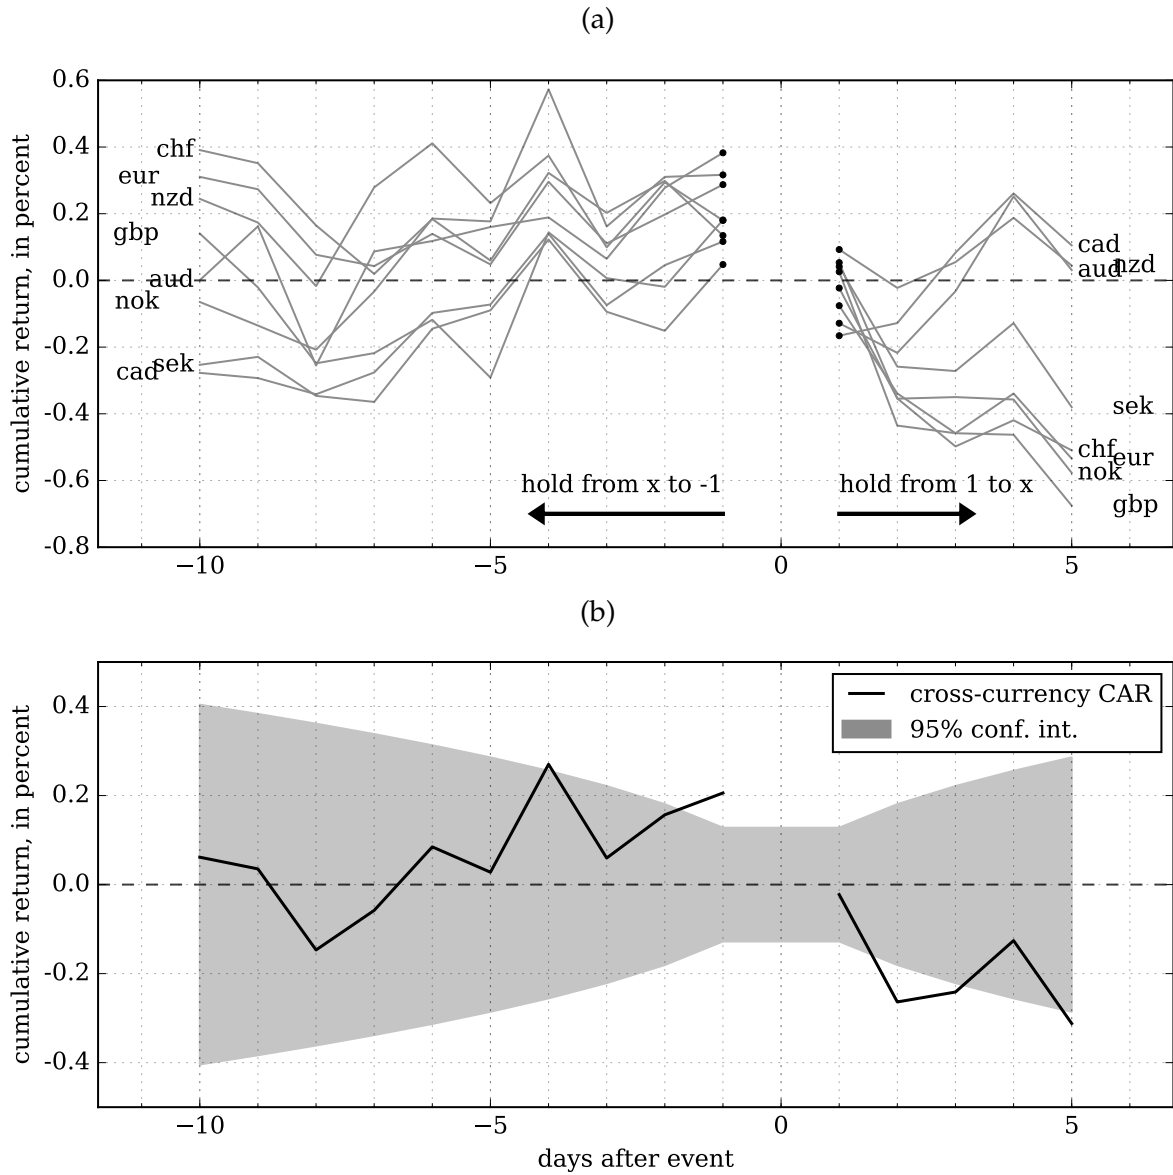 (a)
cumulative return, in percent
0.6
0.4
0.2
0.0
-0.2
-0.4
-0.6
-0.8
chf
eur
nzd
gbp
aud
nok
sek
cad
cad
nzd
aud
sek
chf
eur
nok
gbp
hold from x to -1
hold from 1 to x
−10
−5
0
5
(b)
cumulative return, in percent
0.4
0.2
0.0
-0.2
-0.4
cross-currency CAR
95% conf. int.
−10
−5
0
5
days after event